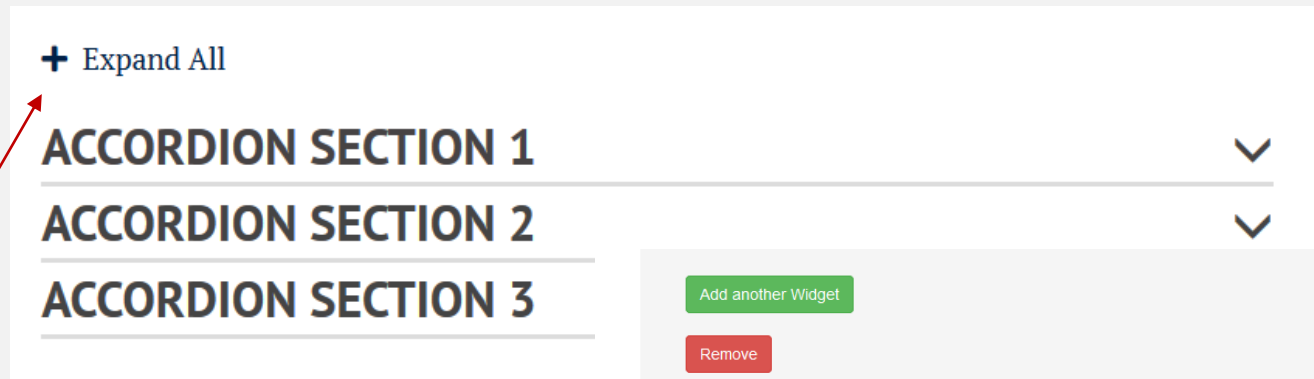 Expand All
ACCORDION SECTION 1
ACCORDION SECTION 2
ACCORDION SECTION 3
Add another Widget
Remove